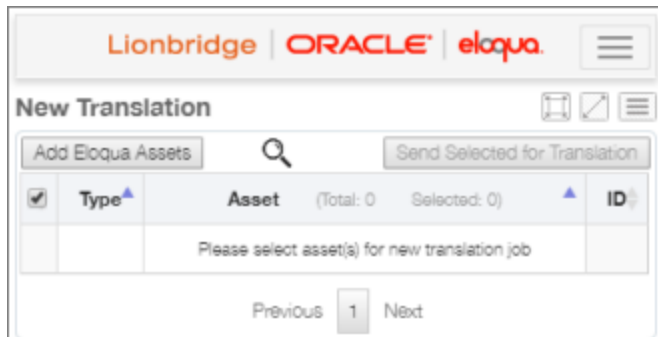 Lionbridge | ORACLE® | eloqua.
New Translation
Add Eloqua Assets Send Selected for Translation
Type Asset (Total: 0 Selected: 0) ID
Please select asset(s) for new translation job
Previous 1 Next